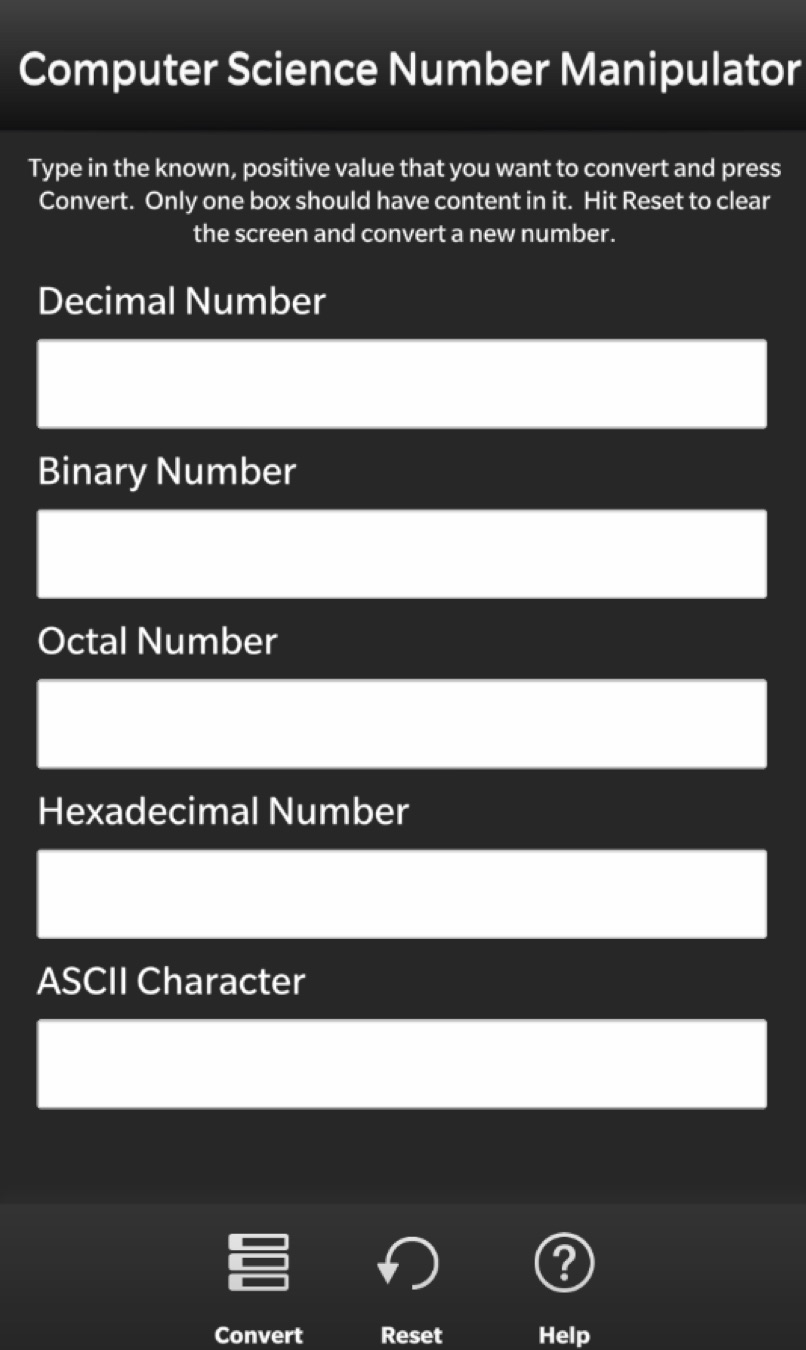 Computer Science Number Manipulator
Type in the known, positive value that you want to convert and press
Convert.  Only one box should have content in it.  Hit Reset to clear
the screen and convert a new number.
Decimal Number
Binary Number
Octal Number
Hexadecimal Number
ASCII Character
Convert Reset Help